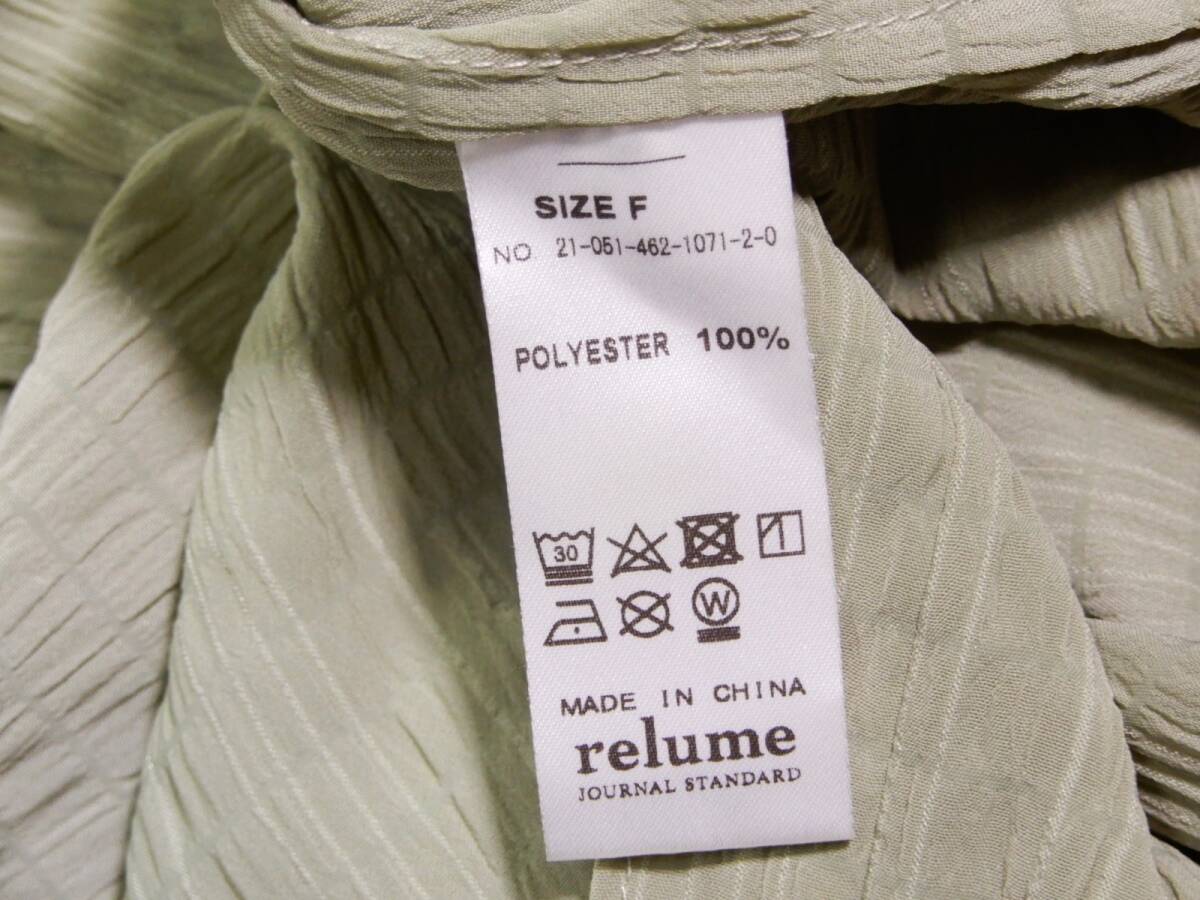 SIZE F
NO 21-051-462-1071-2-0
POLYESTER 100%
30
W
MADE IN CHINA
relume
JOURNAL STANDARD